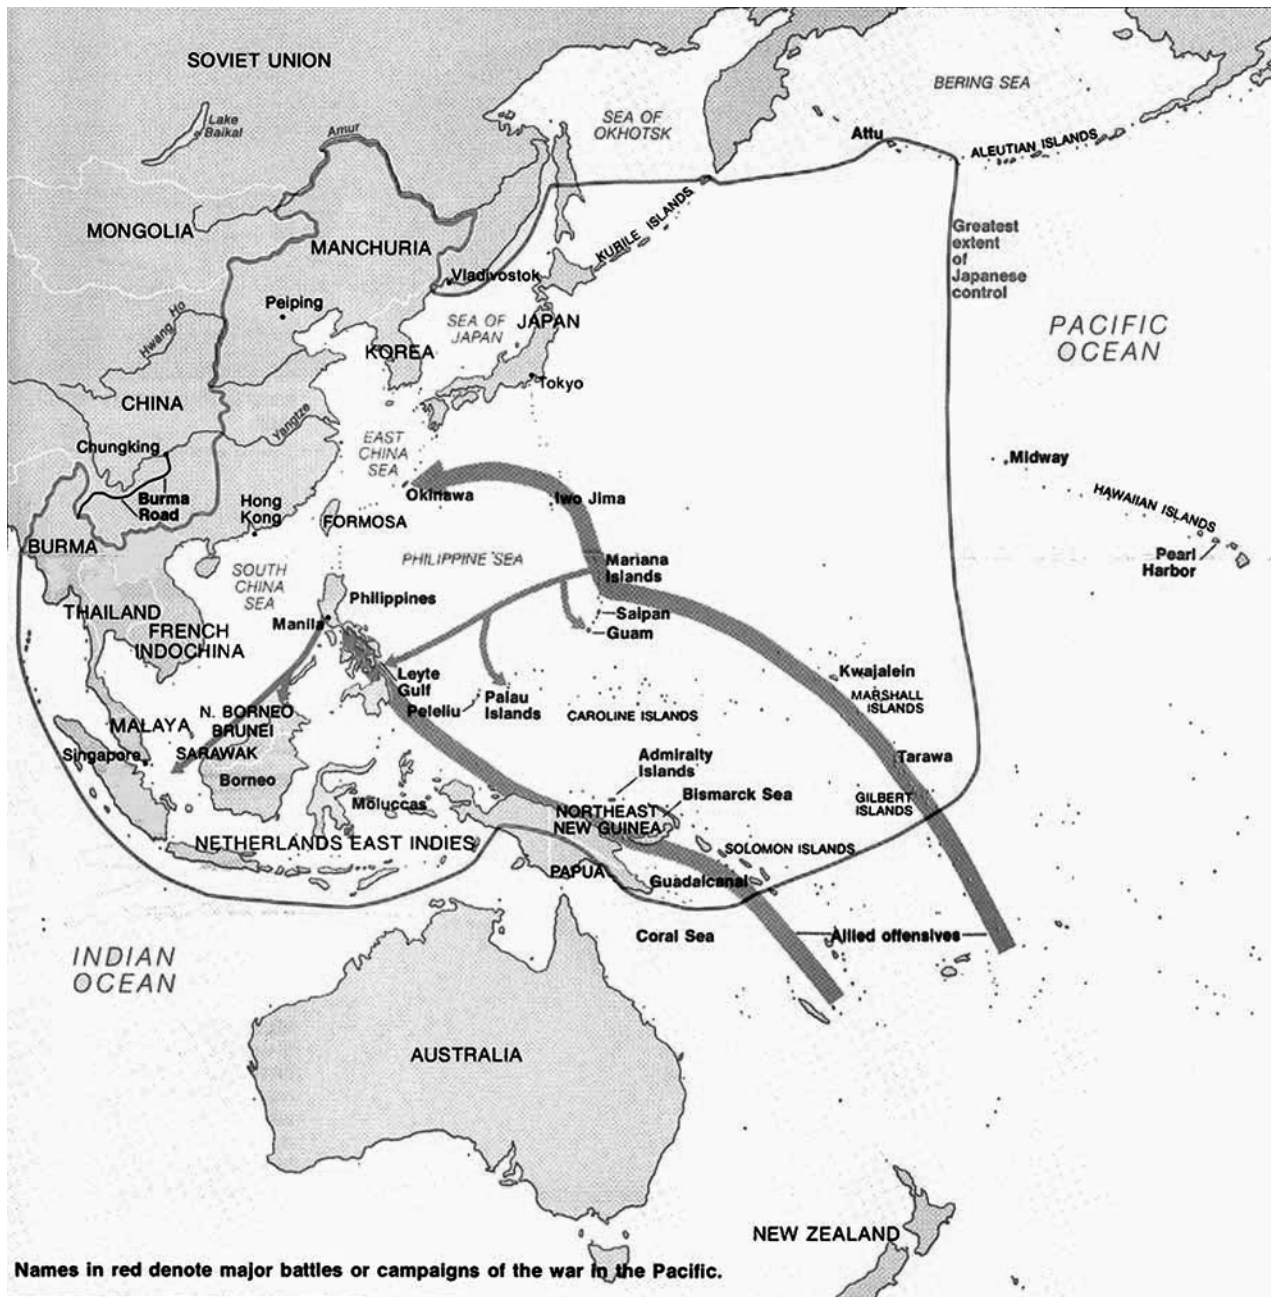 SOVIET UNION
Lake
Baikal
Amur
SEA OF
OKHOTSK
BERING SEA
Attu
ALEUTIAN ISLANDS
MONGOLIA
MANCHURIA
KURILE ISLANDS
Greatest
extent
of
Japanese
control
Vladivostok
Peiping
Hwang Ho
SEA OF
JAPAN
JAPAN
KOREA
PACIFIC
OCEAN
Tokyo
CHINA
Yangtze
Chungking
EAST
CHINA
SEA
Midway
Burma
Road
Hong
Kong
Okinawa
Iwo Jima
HAWAIIAN ISLANDS
FORMOSA
BURMA
PHILIPPINE SEA
Mariana
Islands
Pearl
Harbor
SOUTH
CHINA
SEA
Philippines
THAILAND
Manila
Saipan
Guam
FRENCH
INDOCHINA
Leyte
Gulf
Kwajalein
Peleliu
Palau
Islands
MARSHALL
ISLANDS
CAROLINE ISLANDS
MALAYA
N. BORNEO
BRUNEI
Singapore
SARAWAK
Tarawa
Admiralty
Islands
Borneo
Bismarck Sea
Moluccas
GILBERT
ISLANDS
NORTHEAST
NEW GUINEA
NETHERLANDS EAST INDIES
SOLOMON ISLANDS
PAPUA
Guadalcanal
Coral Sea
Allied offensives
INDIAN
OCEAN
AUSTRALIA
NEW ZEALAND
Names in red denote major battles or campaigns of the war in the Pacific.